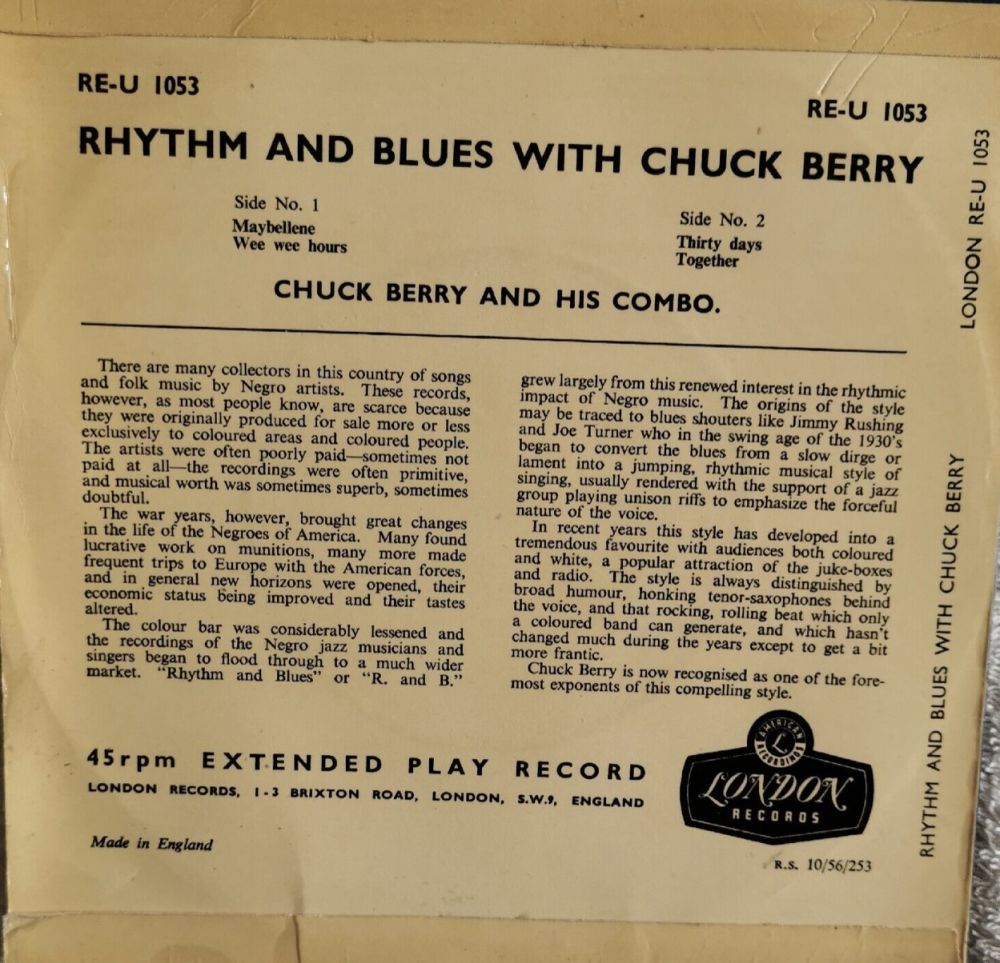 RE-U 1053
RE-U 1053
RHYTHM AND BLUES WITH CHUCK BERRY
Side No. 1
Maybellene
Wee wee hours
Side No. 2
Thirty days
Together
CHUCK BERRY AND HIS COMBO.
There are many collectors in this country of songs
and folk music by Negro artists. These records,
however, as most people know, are scarce because
they were originally produced for sale more or less
exclusively to coloured areas and coloured people.
The artists were often poorly paid—sometimes not
paid at all—the recordings were often primitive,
and musical worth was sometimes superb, sometimes
doubtful.
The war years, however, brought great changes
in the life of the Negroes of America. Many found
lucrative work on munitions, many more made
frequent trips to Europe with the American forces,
and in general new horizons were opened, their
economic status being improved and their tastes
altered.
The colour bar was considerably lessened and
the recordings of the Negro jazz musicians and
singers began to flood through to a much wider
market. "Rhythm and Blues" or "R. and B."
grew largely from this renewed interest in the rhythmic
impact of Negro music. The origins of the style
may be traced to blues shouters like Jimmy Rushing
and Joe Turner who in the swing age of the 1930's
began to convert the blues from a slow dirge or
lament into a jumping, rhythmic musical style of
singing, usually rendered with the support of a jazz
group playing unison riffs to emphasize the forceful
nature of the voice.
In recent years this style has developed into a
tremendous favourite with audiences both coloured
and white, a popular attraction of the juke-boxes
and radio. The style is always distinguished by
broad humour, honking tenor-saxophones behind
the voice, and that rocking, rolling beat which only
a coloured band can generate, and which hasn't
changed much during the years except to get a bit
more frantic.
Chuck Berry is now recognised as one of the fore-
most exponents of this compelling style.
45rpm EXTENDED PLAY RECORD
LONDON RECORDS, 1-3 BRIXTON ROAD, LONDON, S.W.9, ENGLAND
Made in England
AMERICAN
L
RECORDINGS
LONDON
RECORDS
R.S. 10/56/253
RHYTHM AND BLUES WITH CHUCK BERRY
LONDON RE-U 1053